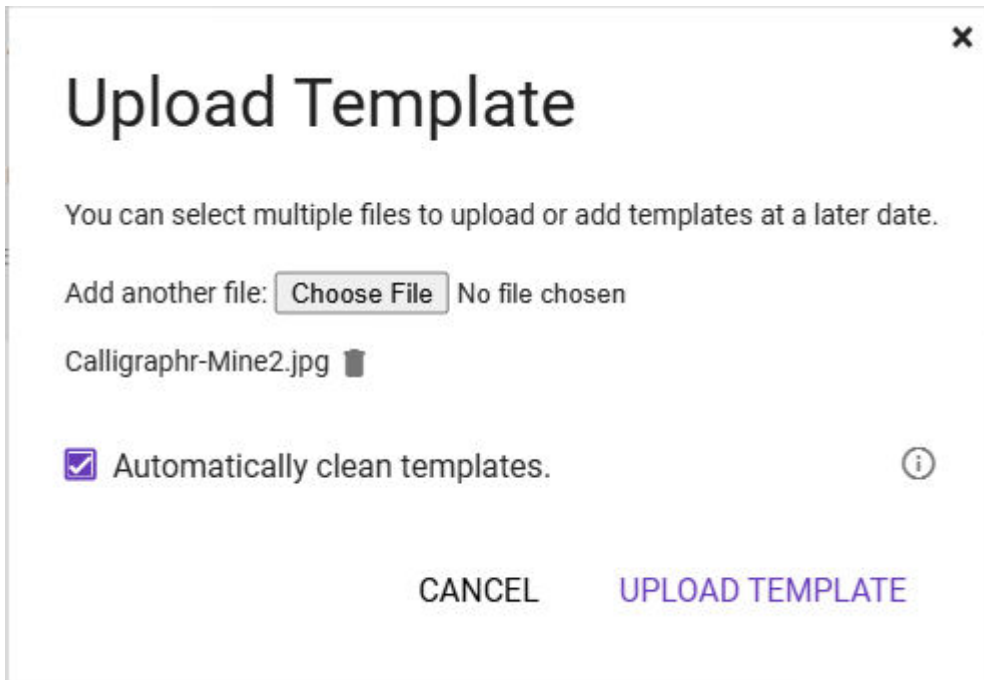 Upload Template
You can select multiple files to upload or add templates at a later date.
Add another file: Choose File No file chosen
Calligraphr-Mine2.jpg
Automatically clean templates.
CANCEL UPLOAD TEMPLATE